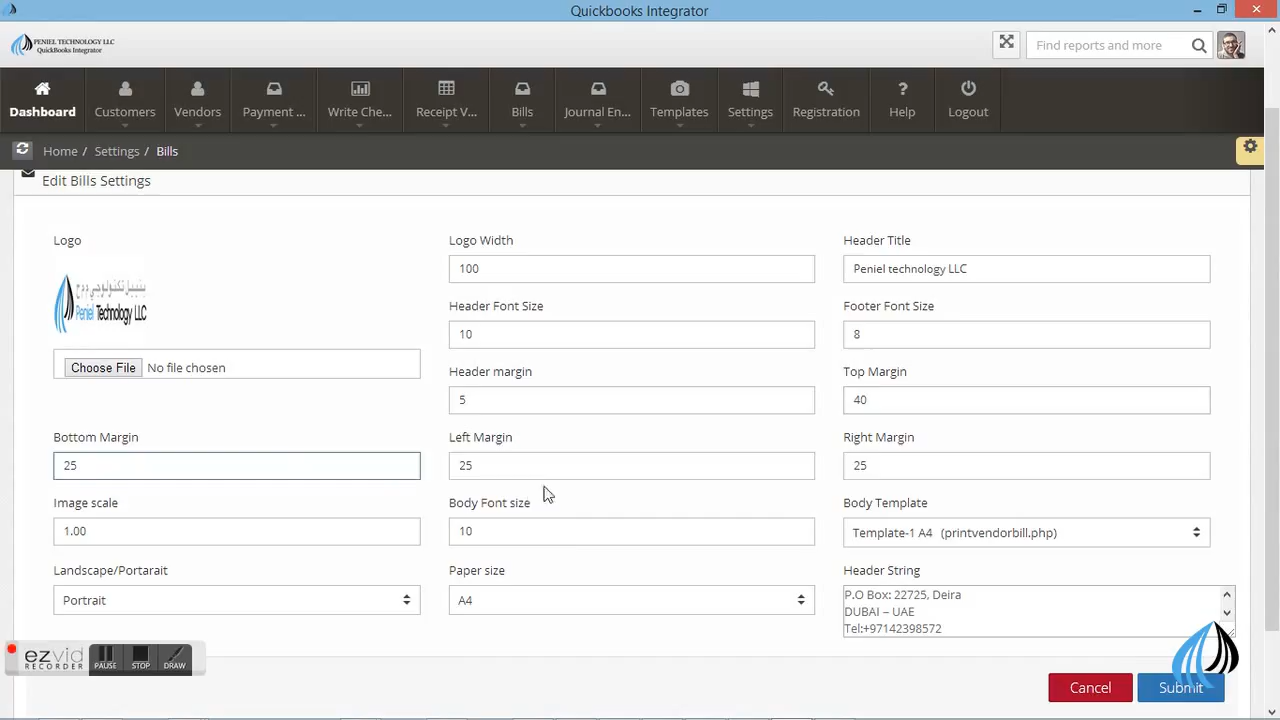 Quickbooks Integrator
PENIEL TECHNOLOGY LLC
QuickBooks Integrator
Find reports and more
Dashboard
Customers
Vendors
Payment ...
Write Che...
Receipt V...
Bills
Journal En...
Templates
Settings
Registration
Help
Logout
Home / Settings / Bills
Edit Bills Settings
Logo
Logo Width
Header Title
100
Peniel technology LLC
بينييل تكنولوجي ذ م م
Peniel Technology LLC
Header Font Size
Footer Font Size
10
8
Choose File No file chosen
Header margin
Top Margin
5
40
Bottom Margin
Left Margin
Right Margin
25
25
25
Image scale
Body Font size
Body Template
1.00
10
Template-1 A4 (printvendorbill.php)
Landscape/Portarait
Paper size
Header String
Portrait
A4
P.O Box: 22725, Deira
DUBAI – UAE
Tel:+97142398572
ezvid
RECORDER
PAUSE
STOP
DRAW
Cancel
Submit